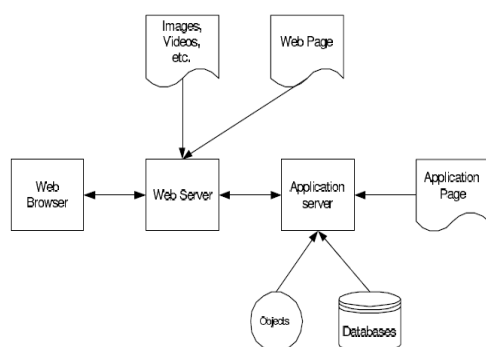 Images,
Videos,
etc.
Web Page
Web
Browser
Web Server
Application
server
Application
Page
Objects
Databases